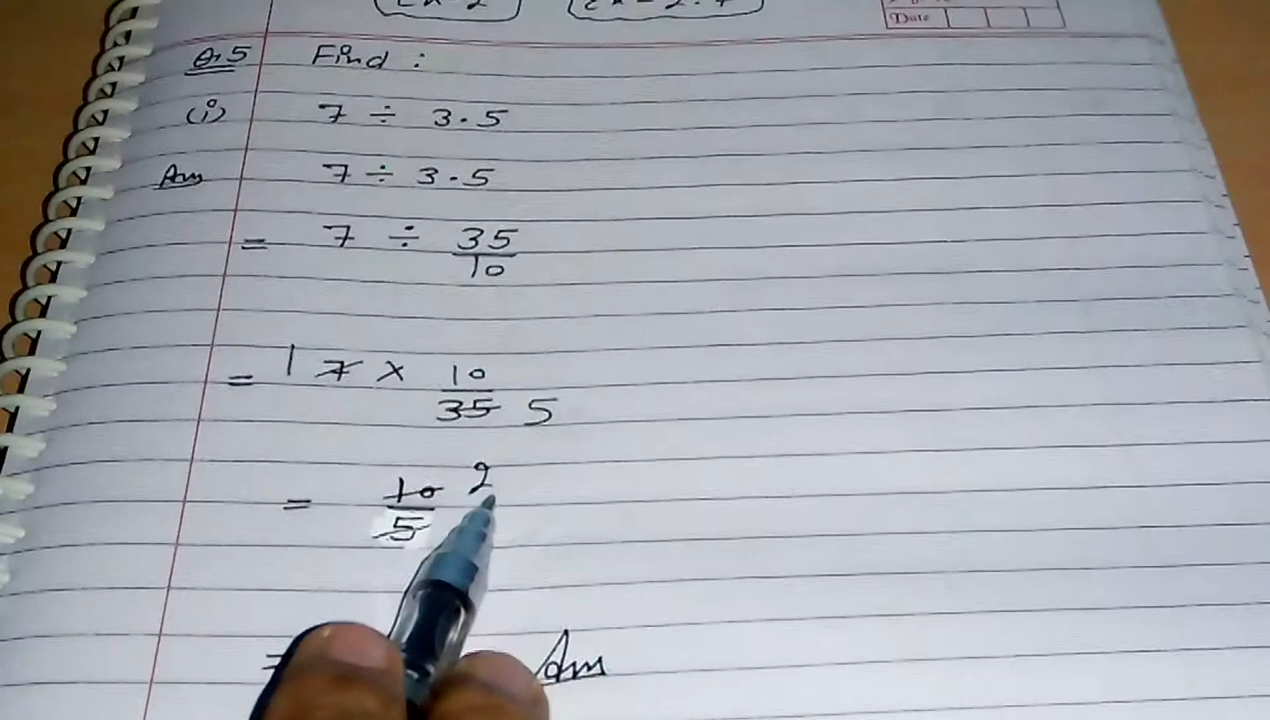 Date
Q.5 Find :
(i) 7 ÷ 3.5
Ans 7 ÷ 3.5
= 7 ÷ 35/10
= 1 7 × 10/35 5
= 10/5 2
= Ans